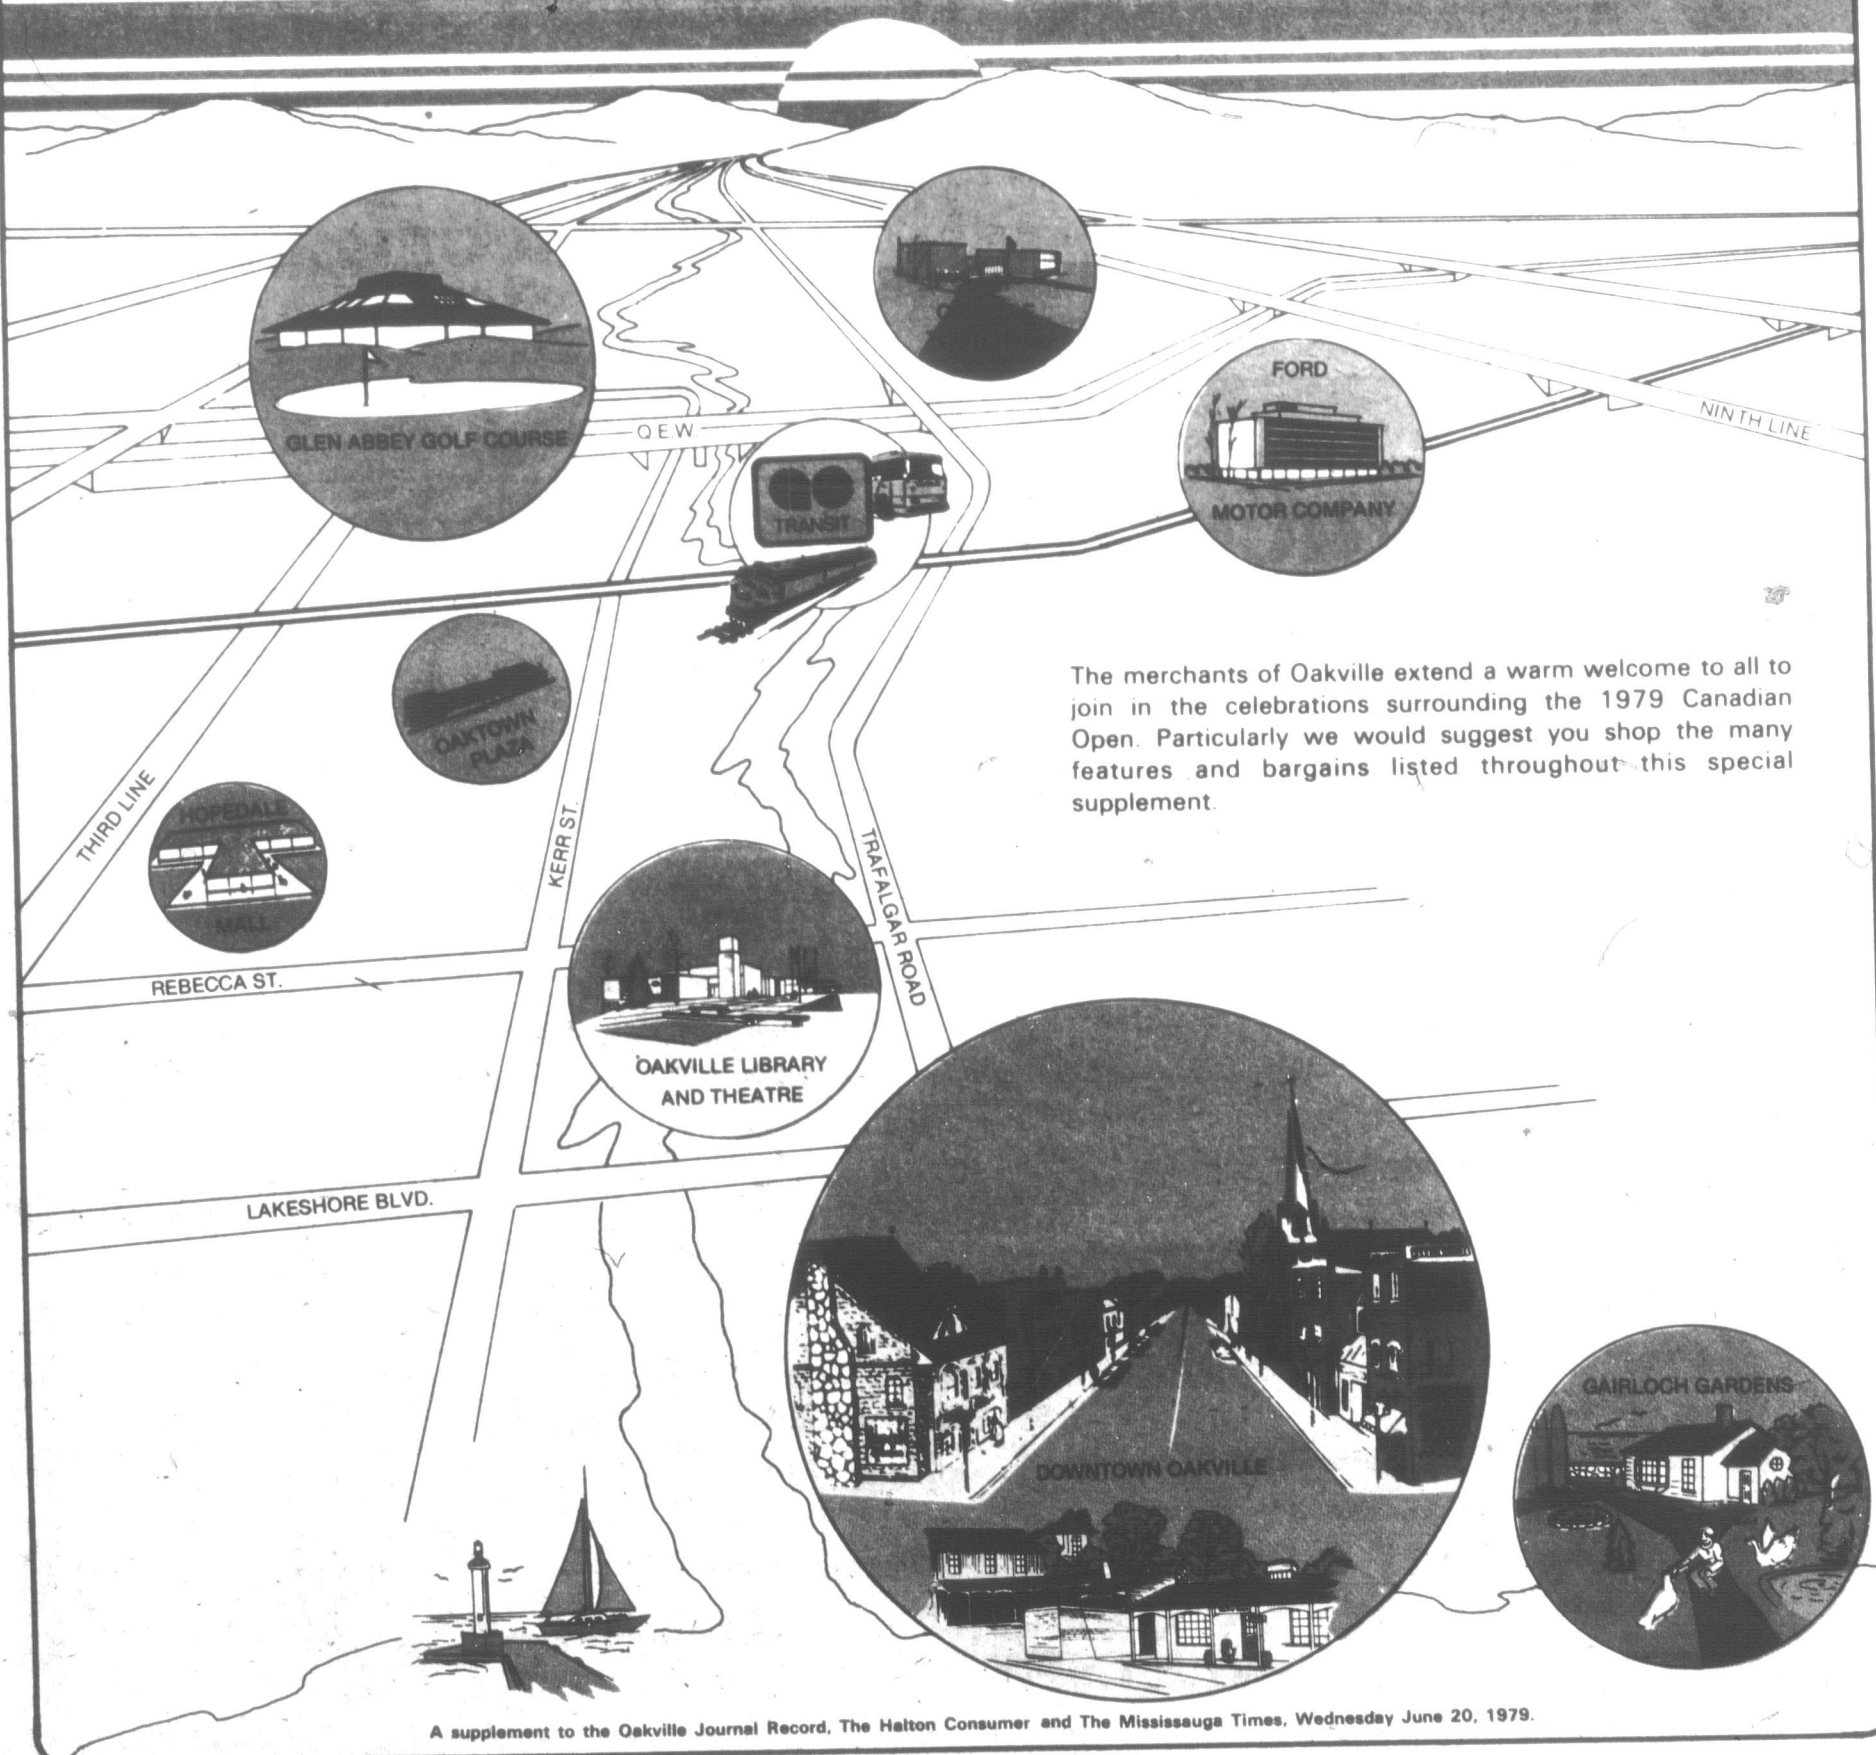 GLEN ABBEY GOLF COURSE
Q.E.W.
GO
TRANSIT
FORD
MOTOR COMPANY
NINTH LINE
OAKTOWN
PLAZA
The merchants of Oakville extend a warm welcome to all to
join in the celebrations surrounding the 1979 Canadian
Open. Particularly we would suggest you shop the many
features and bargains listed throughout this special
supplement.
THIRD LINE
HOPEDALE
MALL
KERR ST.
TRAFALGAR ROAD
REBECCA ST.
OAKVILLE LIBRARY
AND THEATRE
LAKESHORE BLVD.
DOWNTOWN OAKVILLE
GAIRLOCH GARDENS
A supplement to the Oakville Journal Record, The Halton Consumer and The Mississauga Times, Wednesday June 20, 1979.